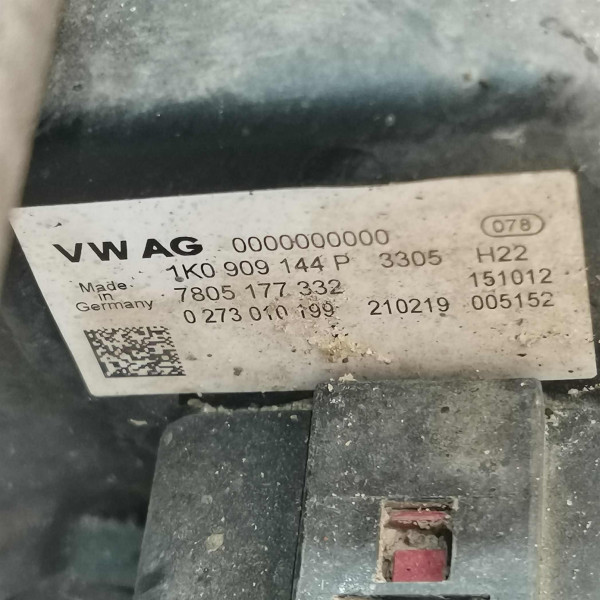 VW AG 0000000000 078
1K0 909 144 P 3305 H22
Made in Germany 7805 177 332 151012
0 273 010 199 210219 005152